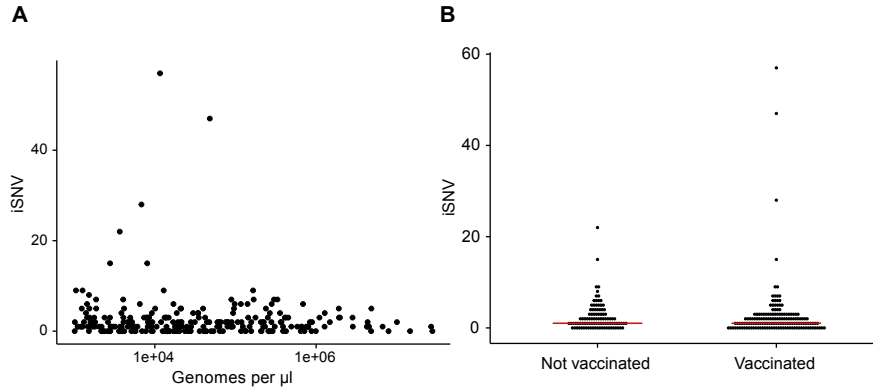 A
iSNV
40
20
0
1e+04
1e+06
Genomes per µl
B
iSNV
60
40
20
0
Not vaccinated
Vaccinated